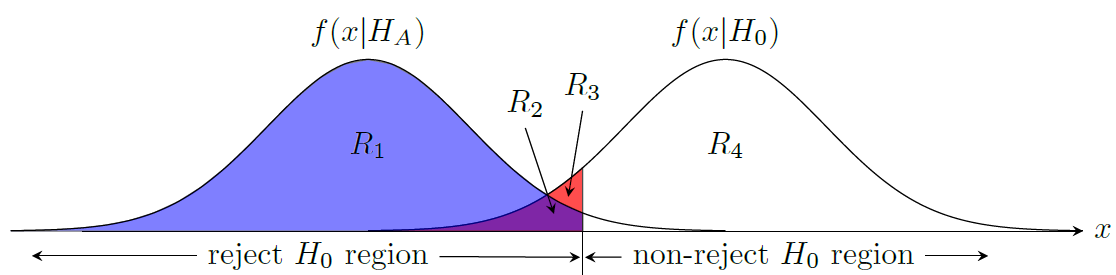 f(x|H_A) f(x|H_0)
R_3
R_2
R_1 R_4
x
reject H_0 region non-reject H_0 region